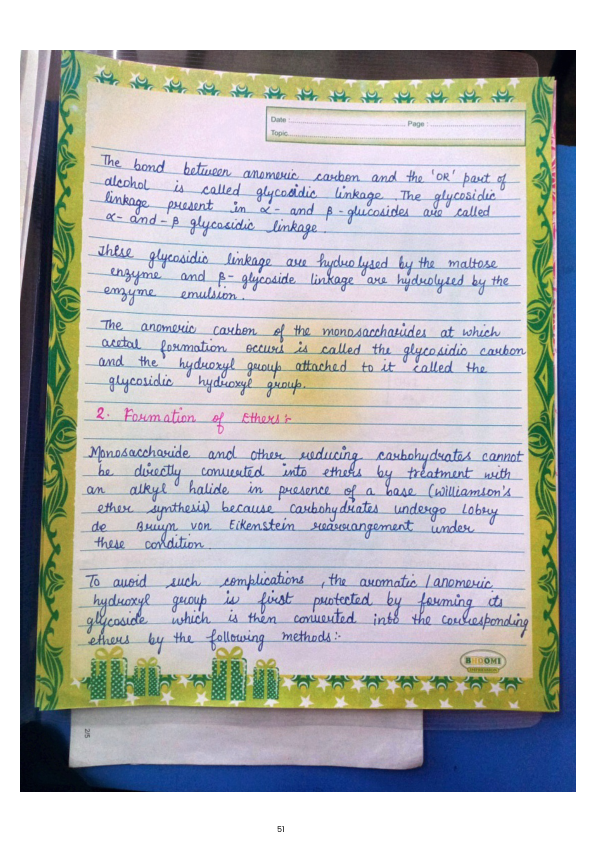 Date :
Page :
Topic
The bond between anomeric carbon and the 'OR' part of
alcohol is called glycosidic linkage. The glycosidic
linkage present in α- and β-glucosides are called
α- and - β glycosidic linkage.
These glycosidic linkage are hydrolysed by the maltose
enzyme and β- glycoside linkage are hydrolysed by the
enzyme emulsion.
The anomeric carbon of the monosaccharides at which
acetal formation occurs is called the glycosidic carbon
and the hydroxyl group attached to it called the
glycosidic hydroxyl group.
2. Formation of Ethers:-
Monosaccharide and other reducing carbohydrates cannot
be directly converted into ethers by treatment with
an alkyl halide in presence of a base (Williamson's
ether synthesis) because carbohydrates undergo Lobry
de Bruyn von Eikenstein rearrangement under
these condition.
To avoid such complications, the aromatic / anomeric
hydroxyl group is first protected by forming its
glycoside which is then converted into the corresponding
ethers by the following methods:-
BHOOMI
2/5
51